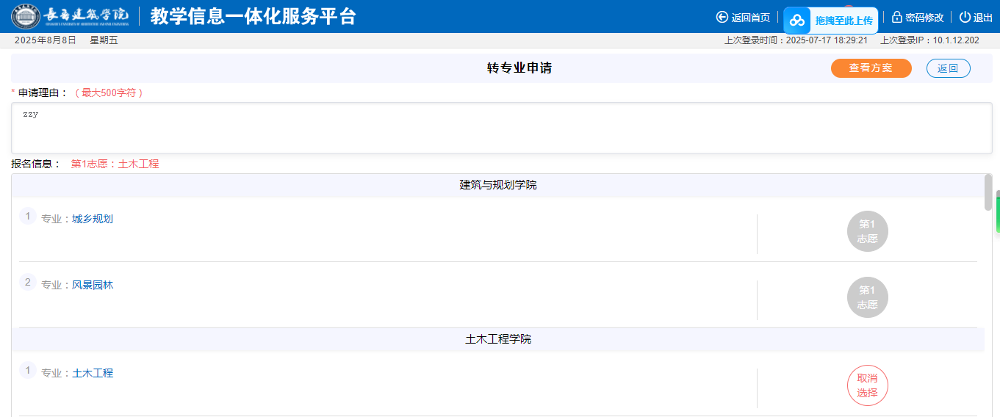 教学信息一体化服务平台
返回首页
拖拽至此上传
密码修改
退出
2025年8月8日 星期五
上次登录时间：2025-07-17 18:29:21 上次登录IP：10.1.12.202
转专业申请
查看方案
返回
* 申请理由：（最大500字符）
zzy
报名信息： 第1志愿：土木工程
建筑与规划学院
1 专业：城乡规划
第1
志愿
2 专业：风景园林
第1
志愿
土木工程学院
1 专业：土木工程
取消
选择